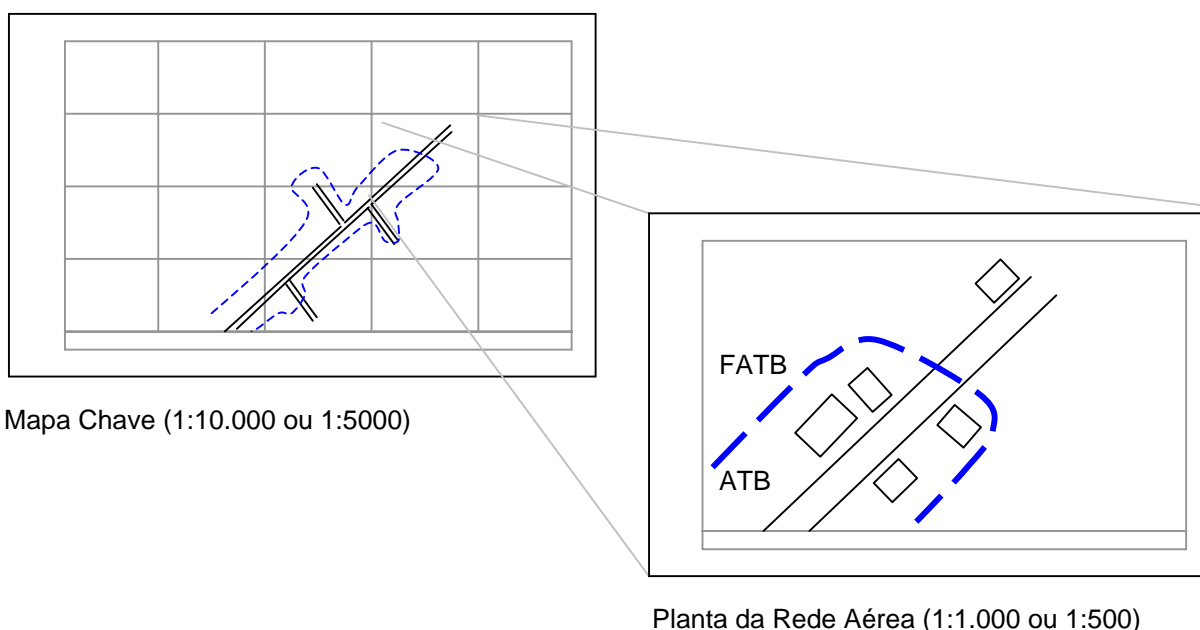 FATB
ATB
Mapa Chave (1:10.000 ou 1:5000)
Planta da Rede Aérea (1:1.000 ou 1:500)